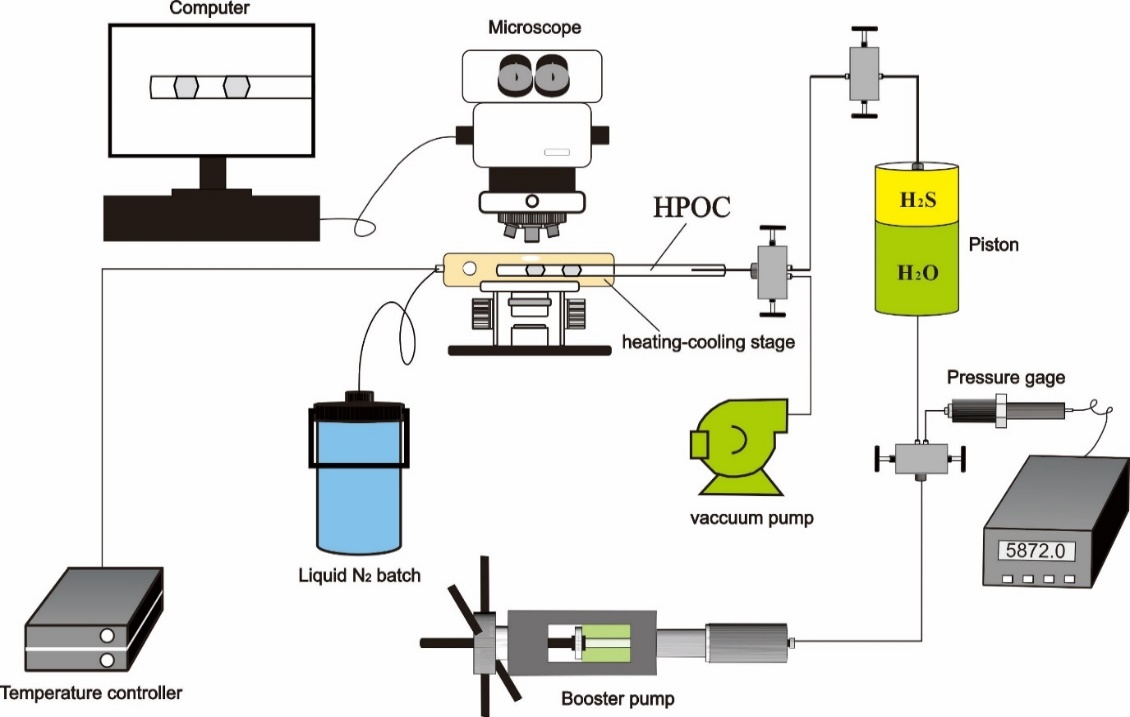 Computer
Microscope
HPOC
H₂S
Piston
H₂O
heating-cooling stage
Pressure gage
vaccuum pump
5872.0
Liquid N₂ batch
Temperature controller
Booster pump